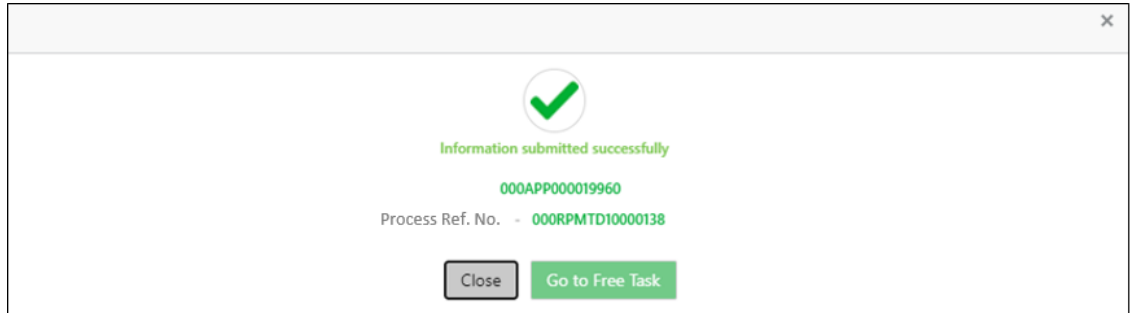 ×
Information submitted successfully
000APP000019960
Process Ref. No. - 000RPMTD10000138
Close Go to Free Task